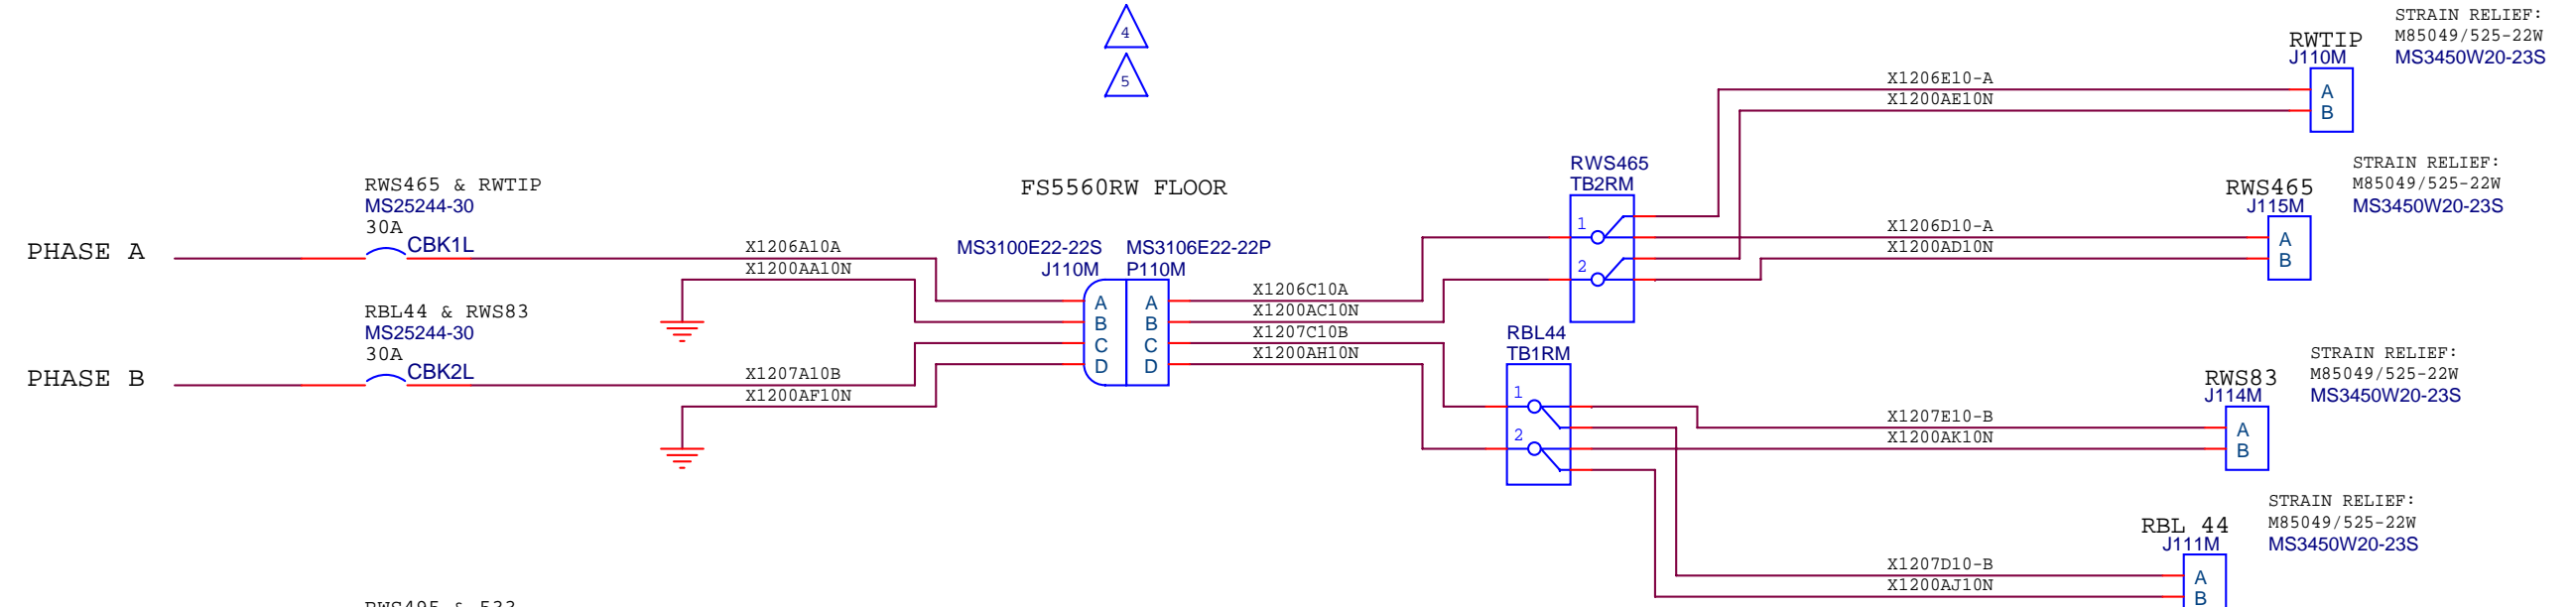 4
5
STRAIN RELIEF:
M85049/525-22W
MS3450W20-23S
RWTIP
J110M
A
B
X1206E10-A
X1200AE10N
STRAIN RELIEF:
M85049/525-22W
MS3450W20-23S
RWS465
J115M
A
B
X1206D10-A
X1200AD10N
RWS465
TB2RM
1
2
FS5560RW FLOOR
RWS465 & RWTIP
MS25244-30
30A
CBK1L
PHASE A
X1206A10A
X1200AA10N
MS3100E22-22S
J110M
MS3106E22-22P
P110M
A
B
C
D
A
B
C
D
X1206C10A
X1200AC10N
X1207C10B
X1200AH10N
RBL44 & RWS83
MS25244-30
30A
CBK2L
PHASE B
X1207A10B
X1200AF10N
RBL44
TB1RM
1
2
STRAIN RELIEF:
M85049/525-22W
MS3450W20-23S
RWS83
J114M
A
B
X1207E10-B
X1200AK10N
STRAIN RELIEF:
M85049/525-22W
MS3450W20-23S
RBL 44
J111M
A
B
X1207D10-B
X1200AJ10N